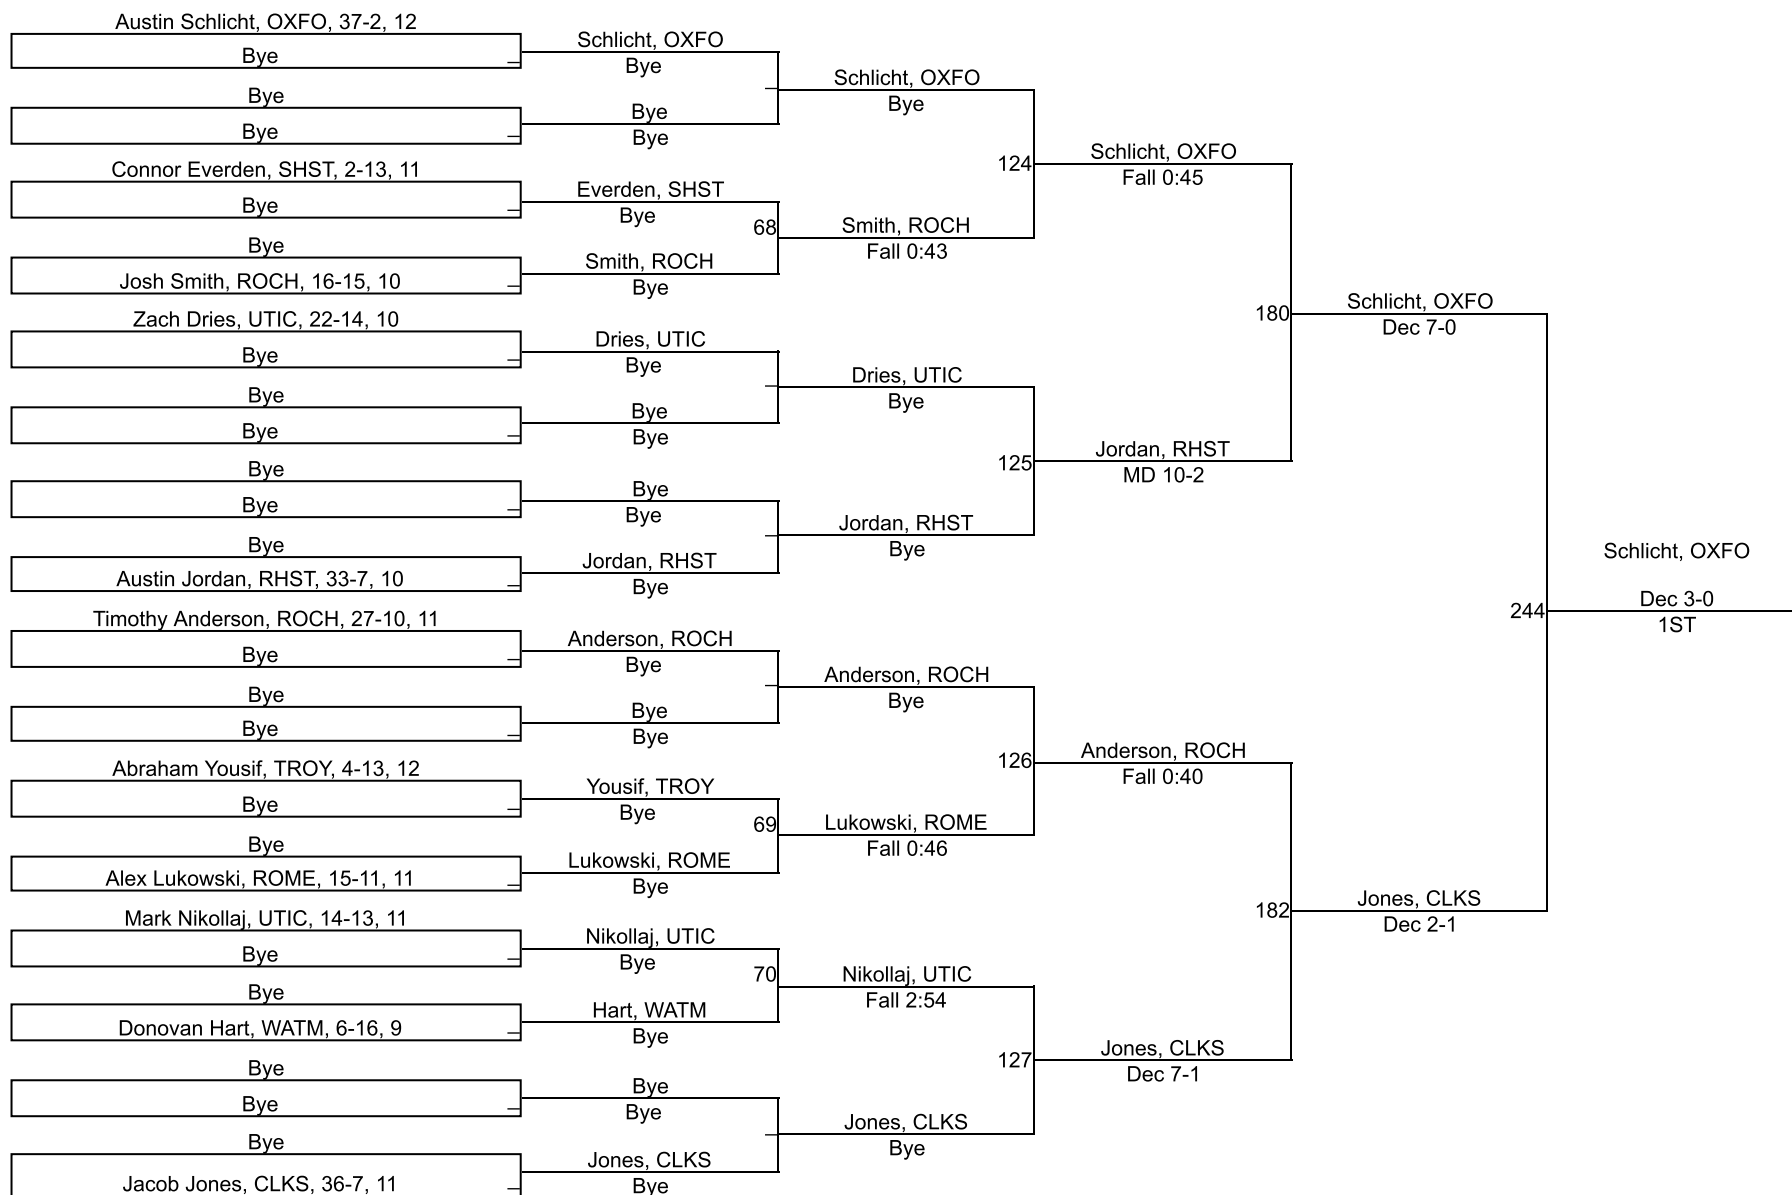 Austin Schlicht, OXFO, 37-2, 12
Bye
Bye
Bye
Connor Everden, SHST, 2-13, 11
Bye
Bye
Josh Smith, ROCH, 16-15, 10
Zach Dries, UTIC, 22-14, 10
Bye
Bye
Bye
Bye
Bye
Bye
Austin Jordan, RHST, 33-7, 10
Timothy Anderson, ROCH, 27-10, 11
Bye
Bye
Bye
Abraham Yousif, TROY, 4-13, 12
Bye
Bye
Alex Lukowski, ROME, 15-11, 11
Mark Nikollaj, UTIC, 14-13, 11
Bye
Bye
Donovan Hart, WATM, 6-16, 9
Bye
Bye
Bye
Jacob Jones, CLKS, 36-7, 11
Schlicht, OXFO
Bye
Bye
Bye
Everden, SHST
Bye
68
Smith, ROCH
Bye
Dries, UTIC
Bye
Bye
Bye
Bye
Bye
Jordan, RHST
Bye
Anderson, ROCH
Bye
Bye
Bye
Yousif, TROY
Bye
69
Lukowski, ROME
Bye
Nikollaj, UTIC
Bye
70
Hart, WATM
Bye
Bye
Bye
Jones, CLKS
Bye
Schlicht, OXFO
Bye
124
Smith, ROCH
Fall 0:43
Dries, UTIC
Bye
125
Jordan, RHST
Bye
Anderson, ROCH
Bye
126
Lukowski, ROME
Fall 0:46
Nikollaj, UTIC
Fall 2:54
127
Jones, CLKS
Bye
Schlicht, OXFO
Fall 0:45
180
Jordan, RHST
MD 10-2
Anderson, ROCH
Fall 0:40
182
Jones, CLKS
Dec 7-1
Schlicht, OXFO
Dec 7-0
244
Jones, CLKS
Dec 2-1
Schlicht, OXFO
Dec 3-0
1ST